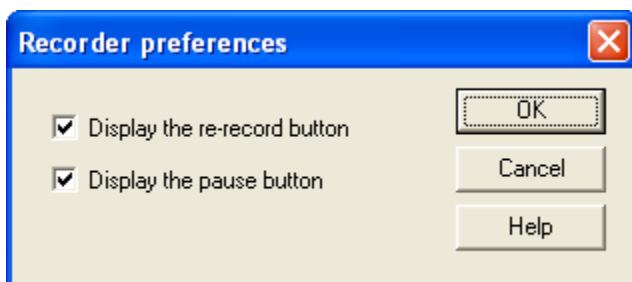 Recorder preferences
Display the re-record button
Display the pause button
OK
Cancel
Help